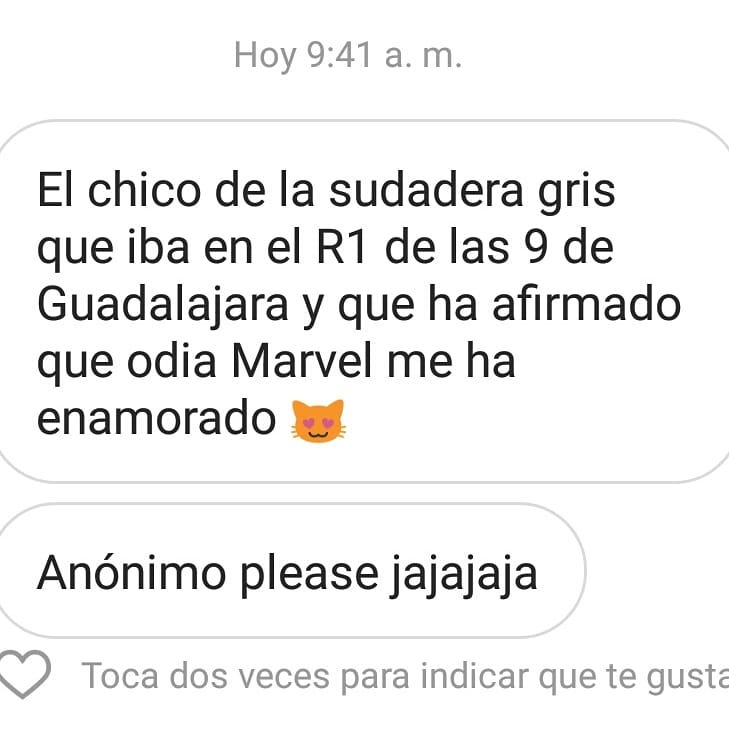 Hoy 9:41 a. m.
El chico de la sudadera gris
que iba en el R1 de las 9 de
Guadalajara y que ha afirmado
que odia Marvel me ha
enamorado 😻
Anónimo please jajajaja
Toca dos veces para indicar que te gusta